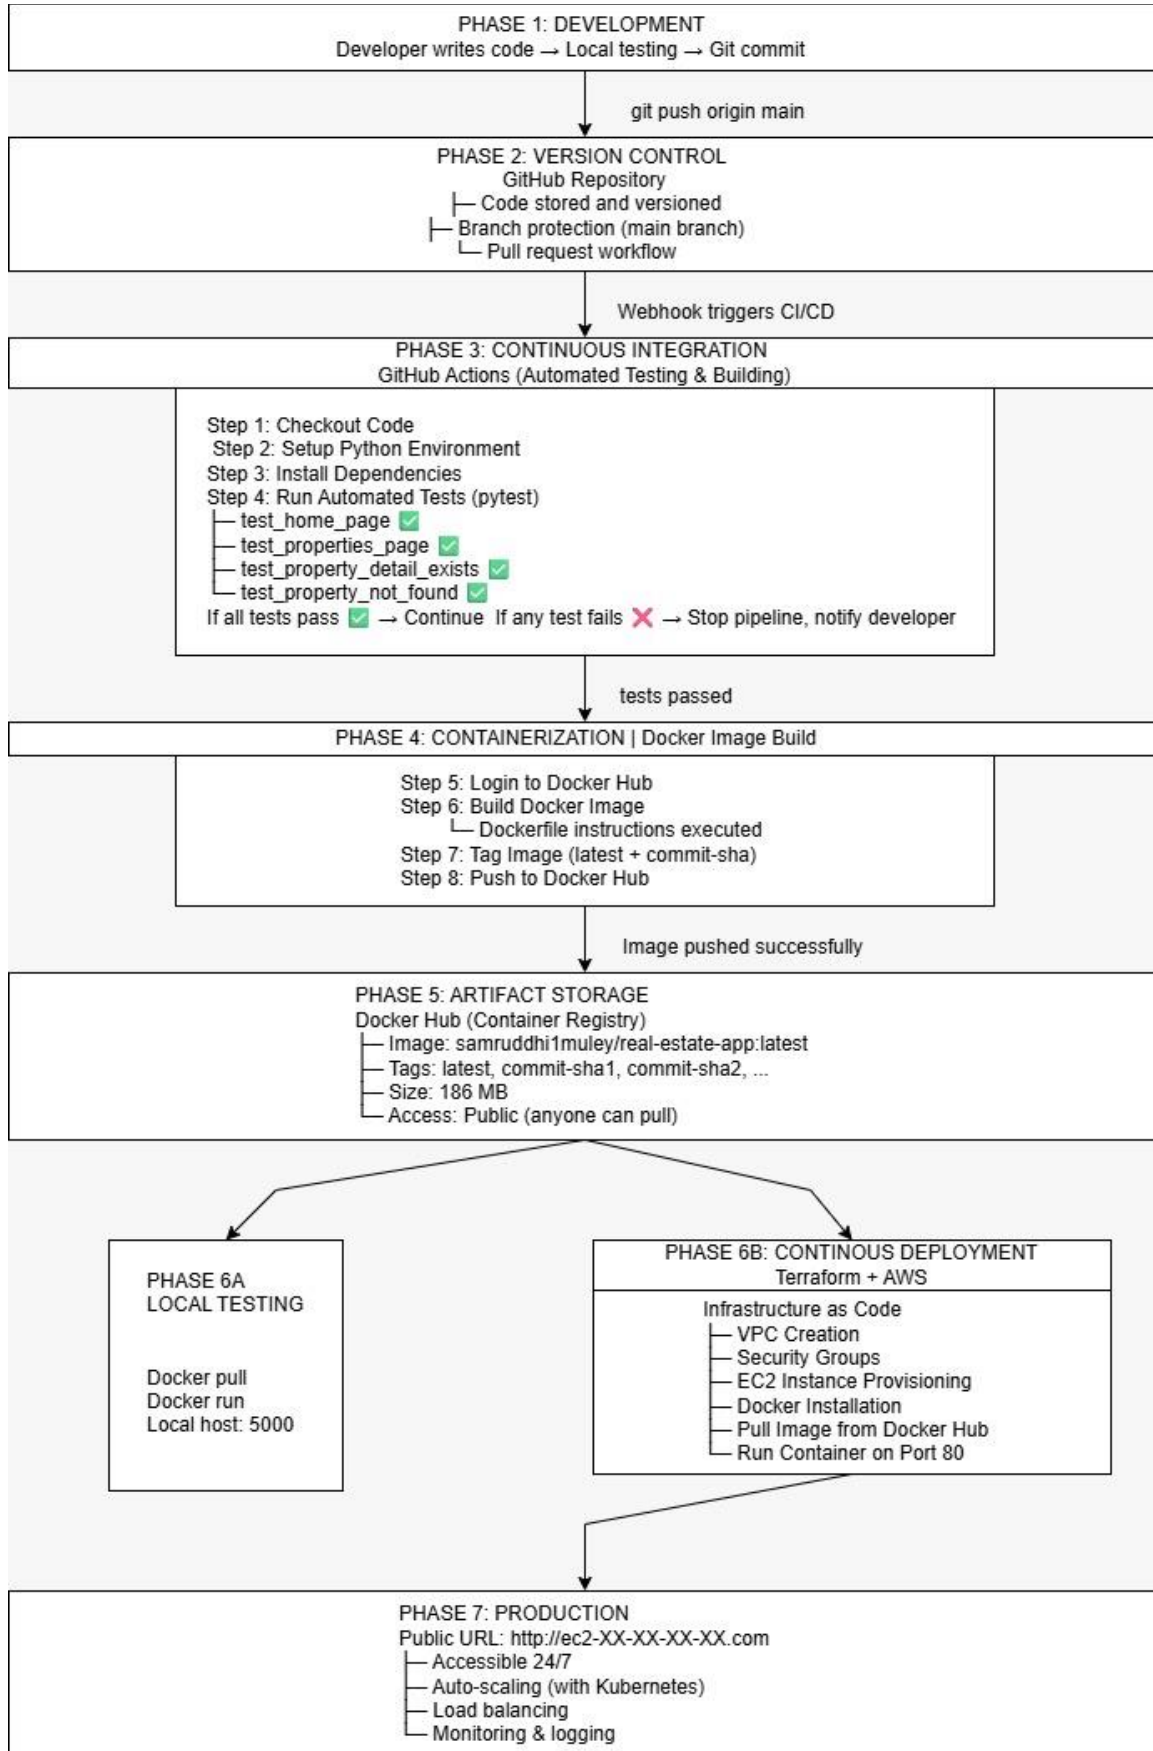 PHASE 1: DEVELOPMENT
Developer writes code → Local testing → Git commit
git push origin main
PHASE 2: VERSION CONTROL
GitHub Repository
├─ Code stored and versioned
├─ Branch protection (main branch)
└─ Pull request workflow
Webhook triggers CI/CD
PHASE 3: CONTINUOUS INTEGRATION
GitHub Actions (Automated Testing & Building)
Step 1: Checkout Code
Step 2: Setup Python Environment
Step 3: Install Dependencies
Step 4: Run Automated Tests (pytest)
├─ test_home_page ✅
├─ test_properties_page ✅
├─ test_property_detail_exists ✅
└─ test_property_not_found ✅
If all tests pass ✅ → Continue If any test fails ❌ → Stop pipeline, notify developer
tests passed
PHASE 4: CONTAINERIZATION | Docker Image Build
Step 5: Login to Docker Hub
Step 6: Build Docker Image
└─ Dockerfile instructions executed
Step 7: Tag Image (latest + commit-sha)
Step 8: Push to Docker Hub
Image pushed successfully
PHASE 5: ARTIFACT STORAGE
Docker Hub (Container Registry)
├─ Image: samruddhi1muley/real-estate-app:latest
├─ Tags: latest, commit-sha1, commit-sha2, ...
├─ Size: 186 MB
└─ Access: Public (anyone can pull)
PHASE 6A
LOCAL TESTING
Docker pull
Docker run
Local host: 5000
PHASE 6B: CONTINOUS DEPLOYMENT
Terraform + AWS
Infrastructure as Code
├─ VPC Creation
├─ Security Groups
├─ EC2 Instance Provisioning
├─ Docker Installation
├─ Pull Image from Docker Hub
└─ Run Container on Port 80
PHASE 7: PRODUCTION
Public URL: http://ec2-XX-XX-XX-XX.com
├─ Accessible 24/7
├─ Auto-scaling (with Kubernetes)
├─ Load balancing
└─ Monitoring & logging